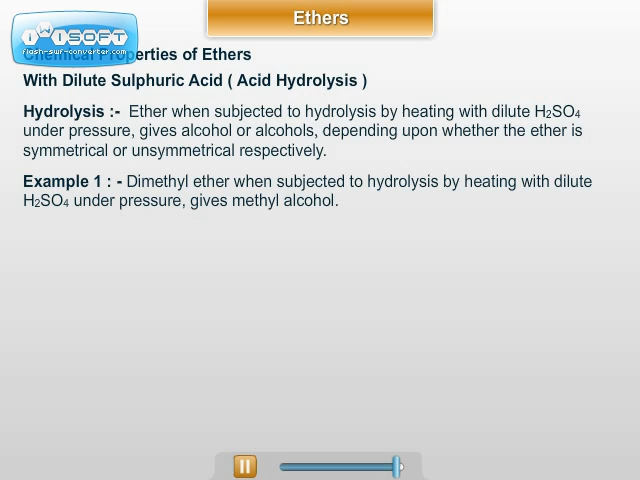 Ethers
iWiSOFT
flash-swf-converter.com
Chemical Properties of Ethers
With Dilute Sulphuric Acid ( Acid Hydrolysis )
Hydrolysis :-  Ether when subjected to hydrolysis by heating with dilute H₂SO₄
under pressure, gives alcohol or alcohols, depending upon whether the ether is
symmetrical or unsymmetrical respectively.
Example 1 : - Dimethyl ether when subjected to hydrolysis by heating with dilute
H₂SO₄ under pressure, gives methyl alcohol.